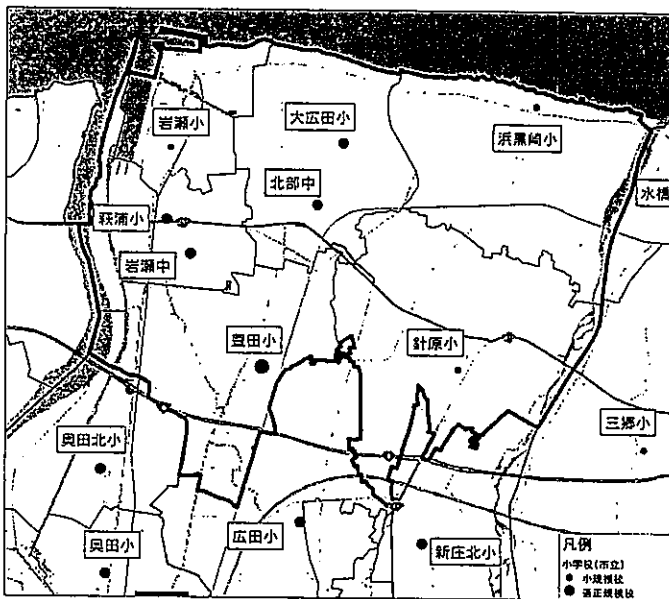 岩瀬小
大広田小
浜黒崎小
北部中
水橋
萩浦小
岩瀬中
豊田小
針原小
三郷小
奥田北小
奥田小
広田小
新庄北小
凡例
小学校(市立)
小規模校
適正規模校